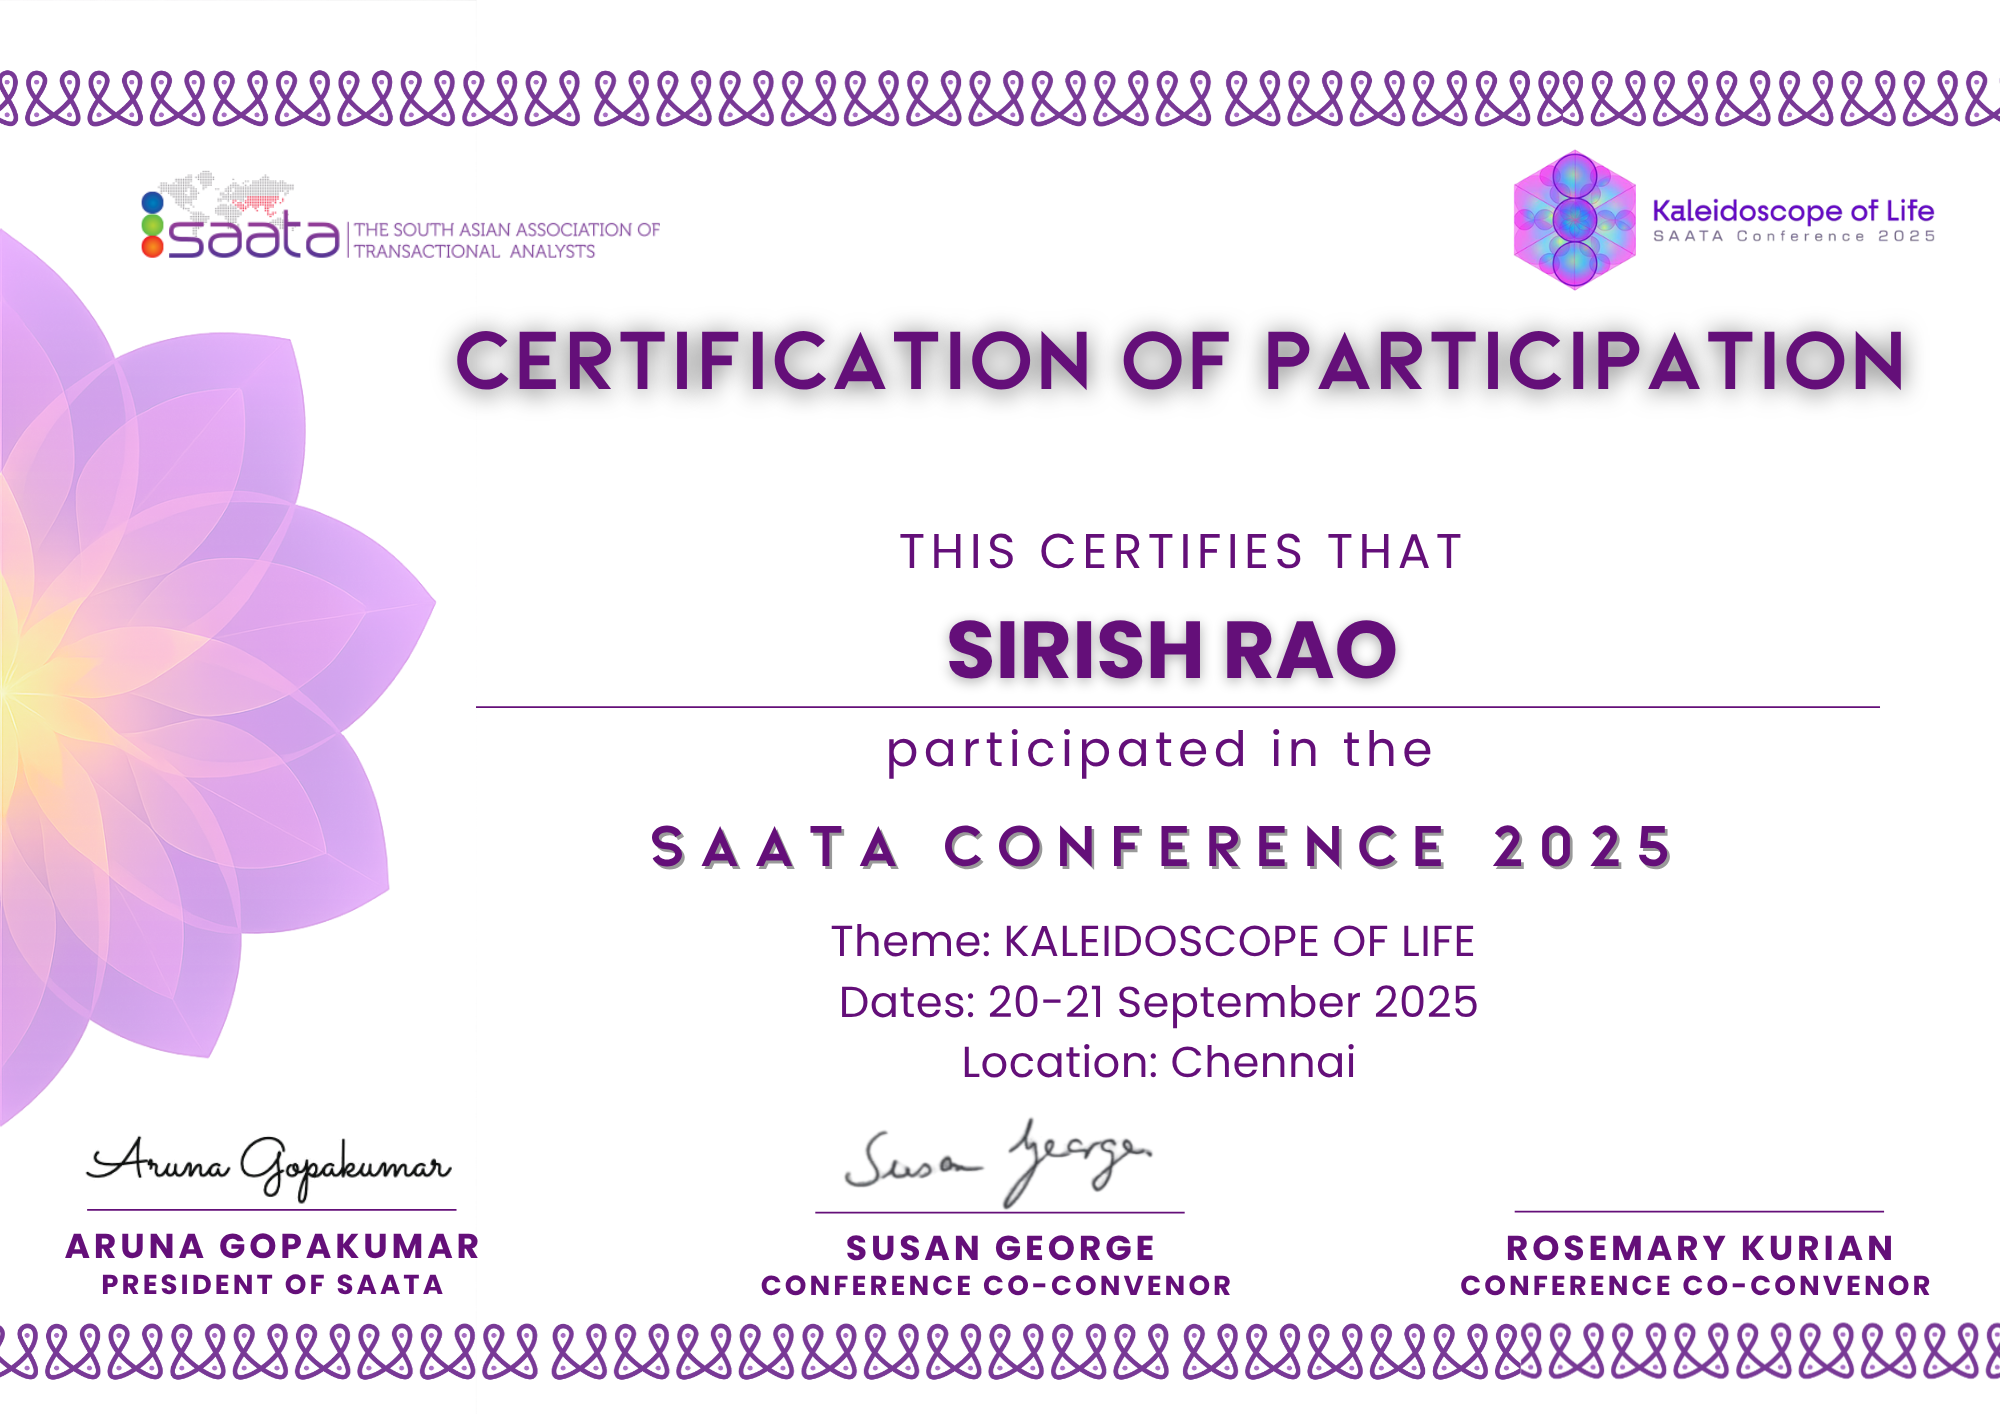 saata
THE SOUTH ASIAN ASSOCIATION OF
TRANSACTIONAL ANALYSTS
Kaleidoscope of Life
SAATA Conference 2025
CERTIFICATION OF PARTICIPATION
THIS CERTIFIES THAT
SIRISH RAO
participated in the
SAATA CONFERENCE 2025
Theme: KALEIDOSCOPE OF LIFE
Dates: 20-21 September 2025
Location: Chennai
Aruna Gopakumar
Susan George
ARUNA GOPAKUMAR
PRESIDENT OF SAATA
SUSAN GEORGE
CONFERENCE CO-CONVENOR
ROSEMARY KURIAN
CONFERENCE CO-CONVENOR